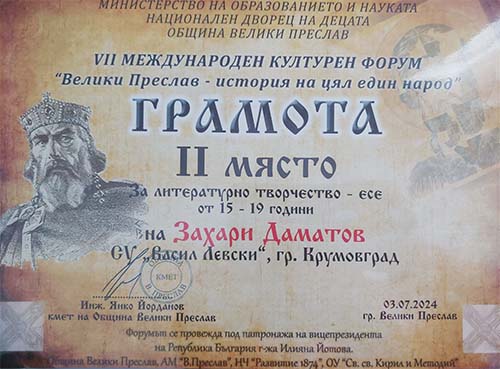 МИНИСТЕРСТВО НА ОБРАЗОВАНИЕТО И НАУКАТА
НАЦИОНАЛЕН ДВОРЕЦ НА ДЕЦАТА
ОБЩИНА ВЕЛИКИ ПРЕСЛАВ
VII МЕЖДУНАРОДЕН КУЛТУРЕН ФОРУМ
"Велики Преслав - история на цял един народ"
ГРАМОТА
II място
За литературно творчество - есе
от 15 - 19 години
на Захари Даматов
СУ „Васил Левски“, гр. Крумовград
КМЕТ
В. ПРЕСЛАВ
Инж. Янко Йорданов
кмет на Община Велики Преслав
03.07.2024
гр. Велики Преслав
Форумът се провежда под патронажа на вицепрезидента
на Република България г-жа Илияна Йотова.
Община Велики Преслав, АМ "В.Преслав", НЧ "Развитие 1874", ОУ "Св. св. Кирил и Методий"